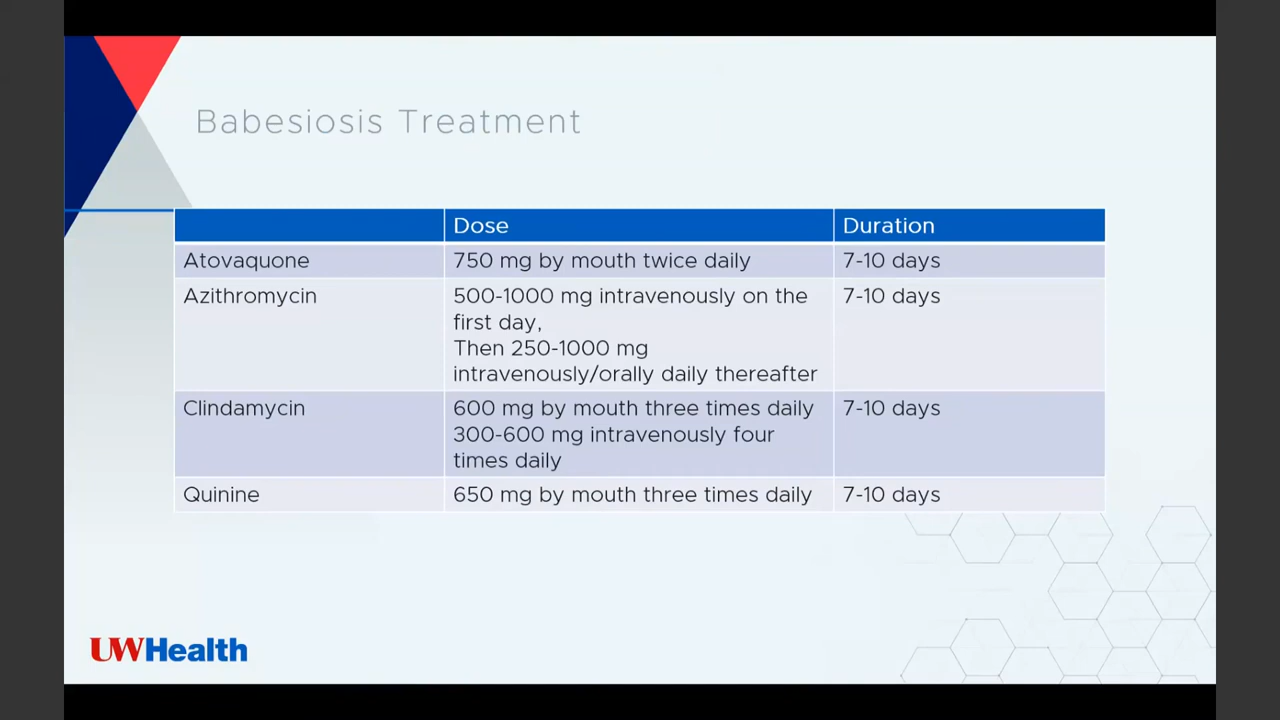 Babesiosis Treatment
Dose
Duration
Atovaquone
750 mg by mouth twice daily
7-10 days
Azithromycin
500-1000 mg intravenously on the
first day,
Then 250-1000 mg
intravenously/orally daily thereafter
7-10 days
Clindamycin
600 mg by mouth three times daily
300-600 mg intravenously four
times daily
7-10 days
Quinine
650 mg by mouth three times daily
7-10 days
UWHealth